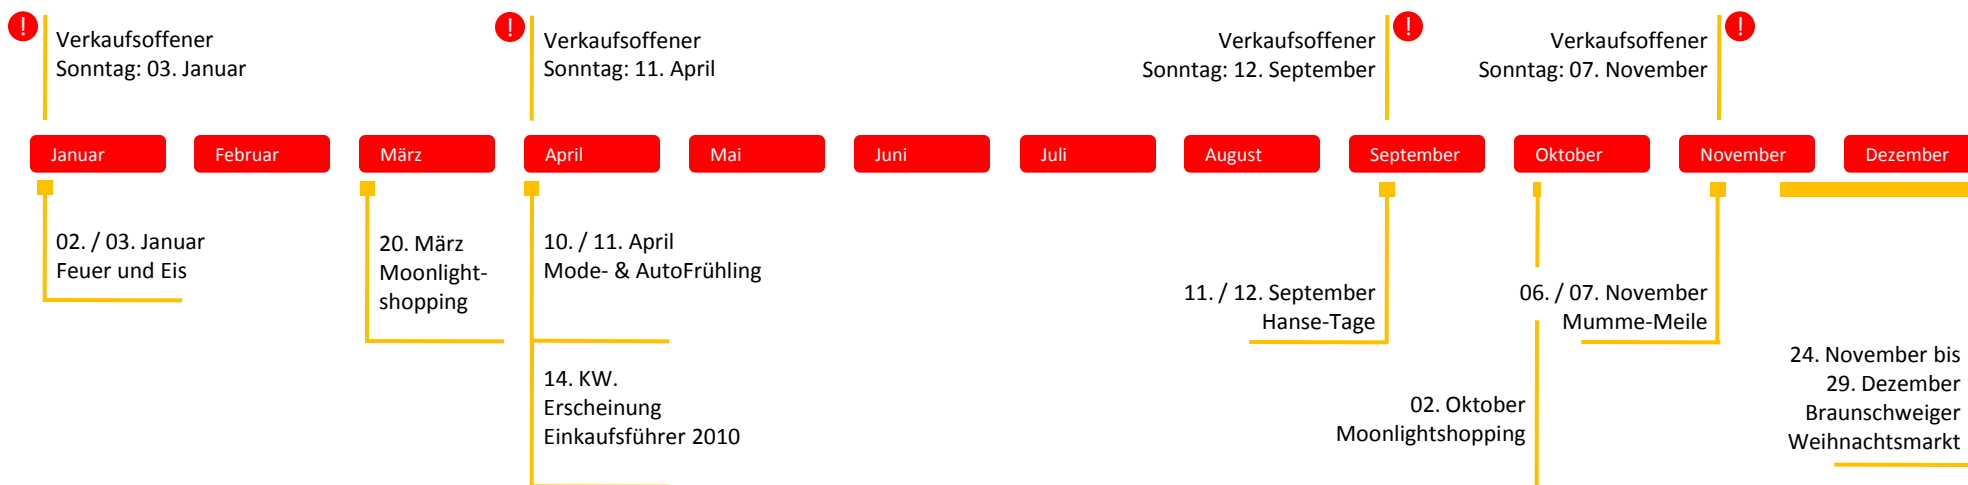 !
Verkaufsoffener
Sonntag: 03. Januar
!
Verkaufsoffener
Sonntag: 11. April
Verkaufsoffener
Sonntag: 12. September
!
Verkaufsoffener
Sonntag: 07. November
!
Januar
Februar
März
April
Mai
Juni
Juli
August
September
Oktober
November
Dezember
02. / 03. Januar
Feuer und Eis
20. März
Moonlight-
shopping
10. / 11. April
Mode- & AutoFrühling
14. KW.
Erscheinung
Einkaufsführer 2010
11. / 12. September
Hanse-Tage
02. Oktober
Moonlightshopping
06. / 07. November
Mumme-Meile
24. November bis
29. Dezember
Braunschweiger
Weihnachtsmarkt